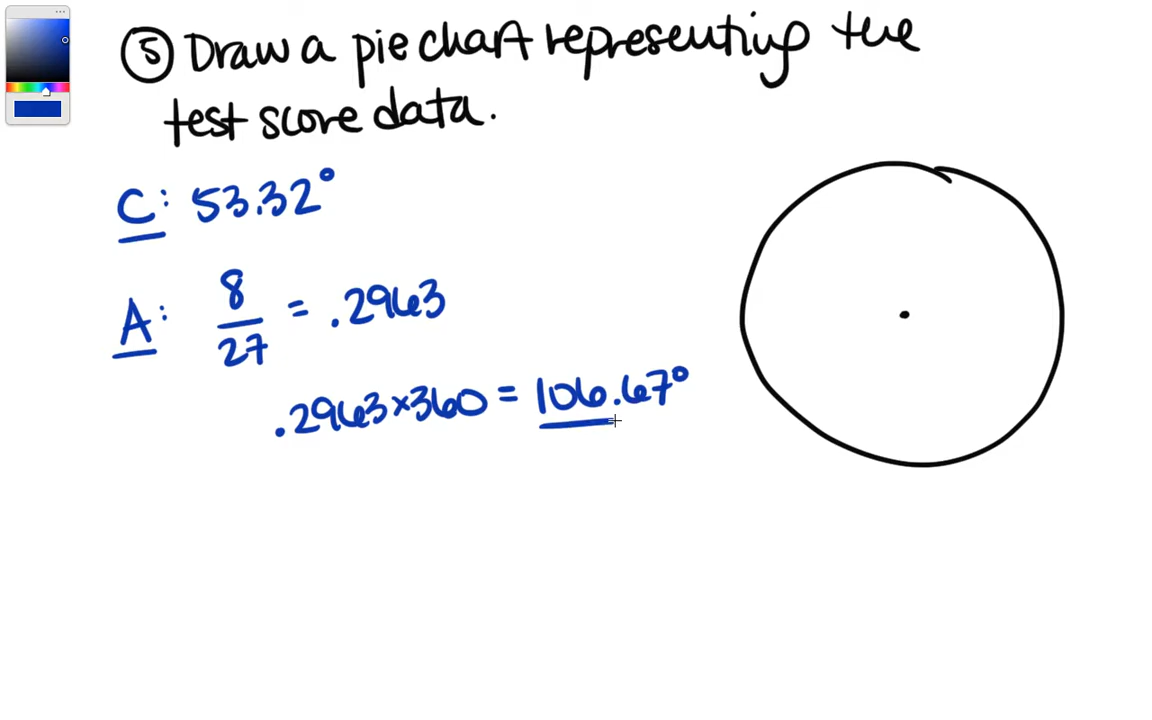 ⑤ Draw a pie chart representing the
test score data.
C: 53.32°
A: 8/27 = .2963
.2963×360 = 106.67°